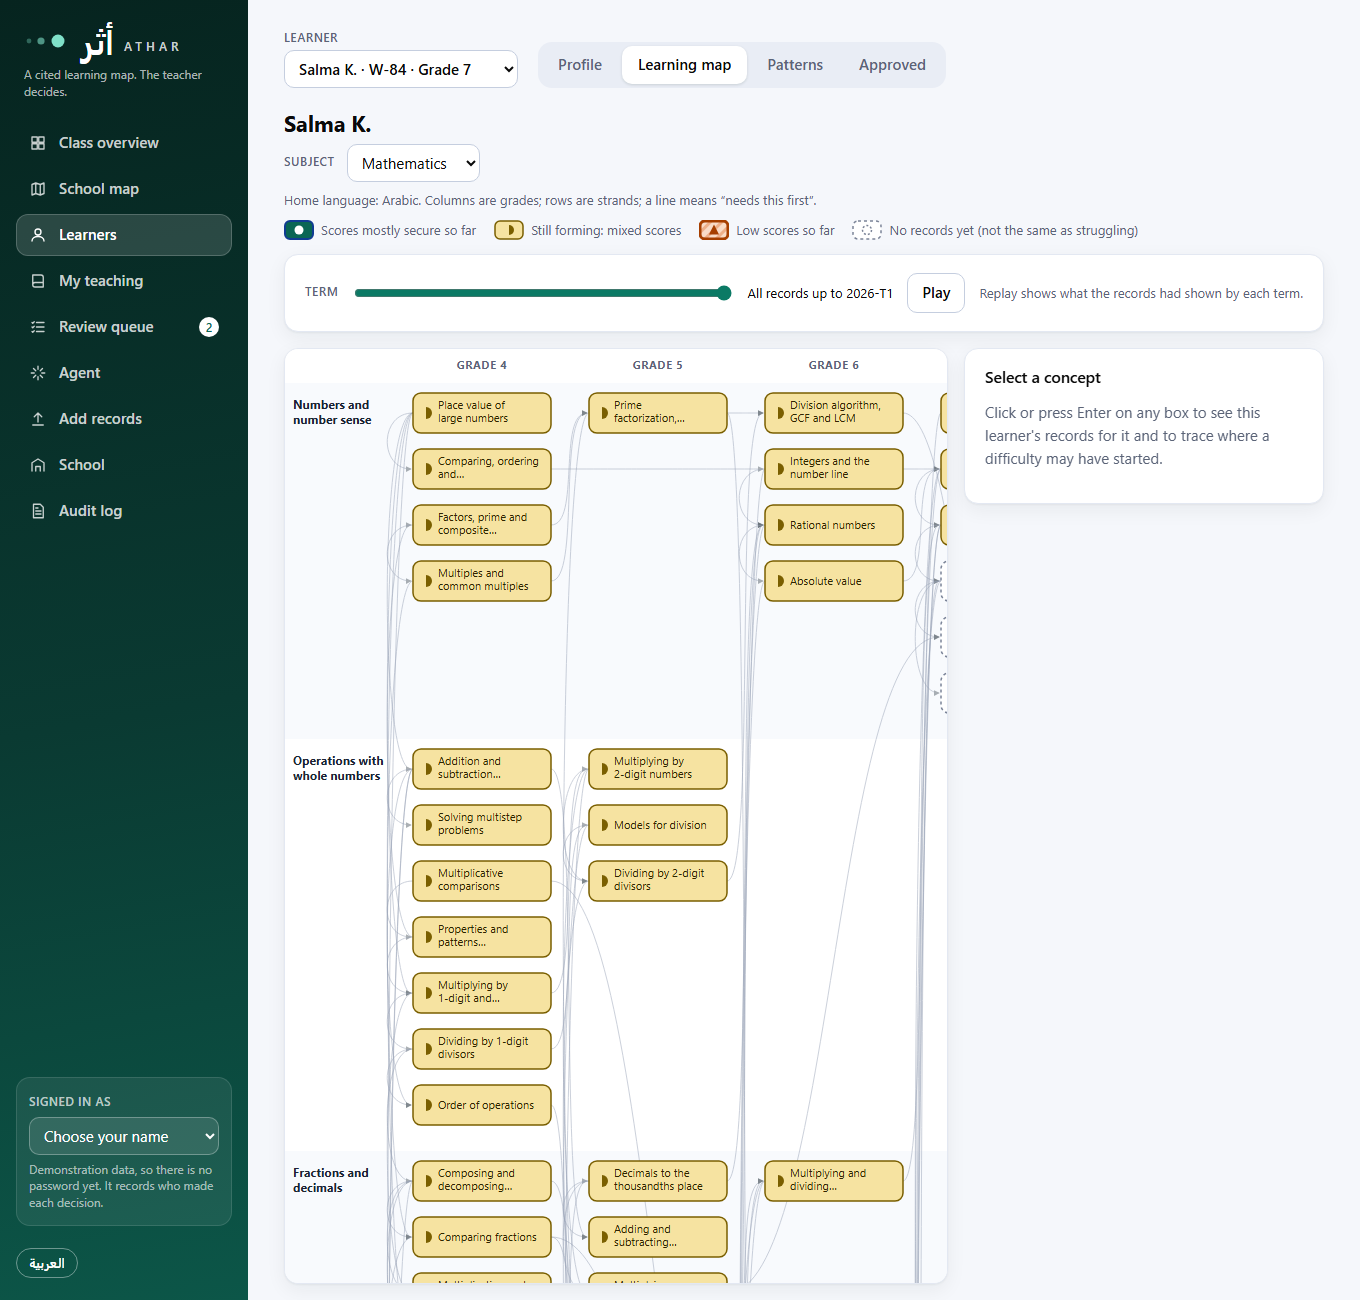 أثر ATHAR
A cited learning map. The teacher
decides.
Class overview
School map
Learners
My teaching
Review queue 2
Agent
Add records
School
Audit log
SIGNED IN AS
Choose your name
Demonstration data, so there is no
password yet. It records who made
each decision.
العربية
LEARNER
Salma K. · W-84 · Grade 7
Profile Learning map Patterns Approved
Salma K.
SUBJECT Mathematics
Home language: Arabic. Columns are grades; rows are strands; a line means “needs this first”.
Scores mostly secure so far Still forming: mixed scores Low scores so far No records yet (not the same as struggling)
TERM All records up to 2026-T1 Play Replay shows what the records had shown by each term.
GRADE 4 GRADE 5 GRADE 6
Numbers and
number sense
Place value of
large numbers
Prime
factorization,...
Division algorithm,
GCF and LCM
Comparing, ordering
and...
Integers and the
number line
Factors, prime and
composite...
Rational numbers
Multiples and
common multiples
Absolute value
Operations with
whole numbers
Addition and
subtraction...
Multiplying by
2-digit numbers
Solving multistep
problems
Models for division
Multiplicative
comparisons
Dividing by 2-digit
divisors
Properties and
patterns...
Multiplying by
1-digit and...
Dividing by 1-digit
divisors
Order of operations
Fractions and
decimals
Composing and
decomposing...
Decimals to the
thousandths place
Multiplying and
dividing...
Comparing fractions
Adding and
subtracting...
Select a concept
Click or press Enter on any box to see this
learner's records for it and to trace where a
difficulty may have started.